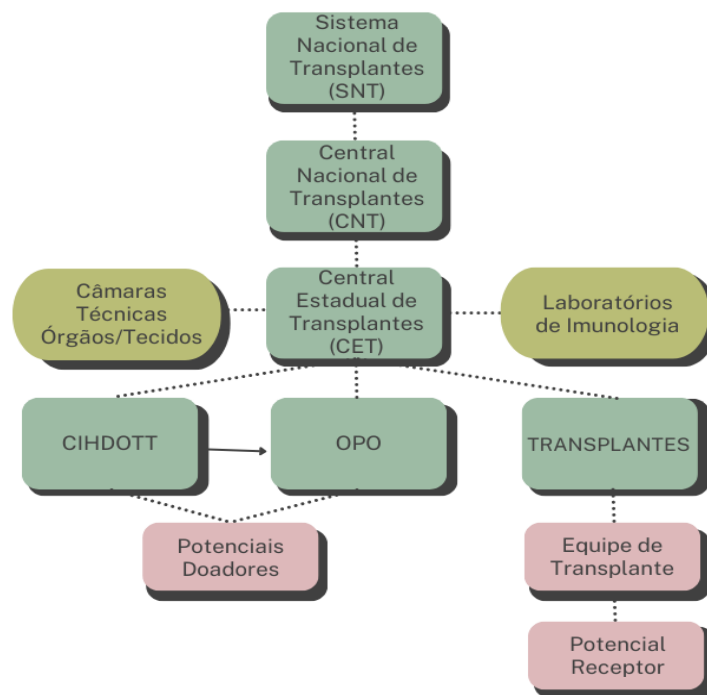 Sistema
Nacional de
Transplantes
(SNT)
Central
Nacional de
Transplantes
(CNT)
Câmaras
Técnicas
Órgãos/Tecidos
Central
Estadual de
Transplantes
(CET)
Laboratórios
de Imunologia
CIHDOTT
OPO
TRANSPLANTES
Potenciais
Doadores
Equipe de
Transplante
Potencial
Receptor